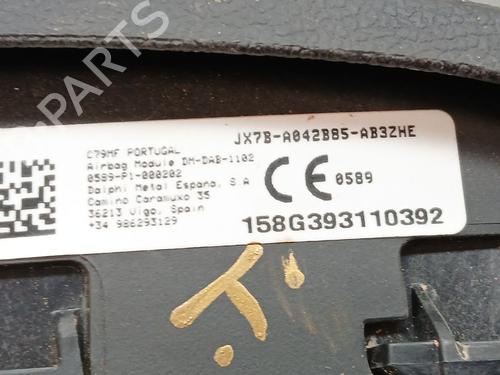 JX7B-A042B85-AB3ZHE
C79MF PORTUGAL
Airbag Module DM-DAB-1102
0589-P1-000202
Dalphi Metal Espana, S.A
Camino Caramuxo 35
36213 Vigo, Spain
+34 986293129
CE 0589
158G393110392